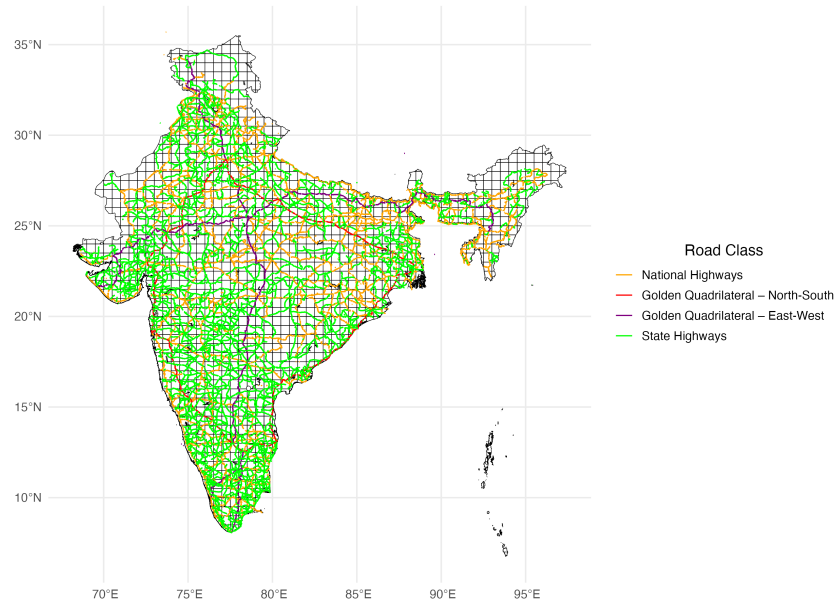 35°N
30°N
25°N
20°N
15°N
10°N
70°E
75°E
80°E
85°E
90°E
95°E
Road Class
National Highways
Golden Quadrilateral – North-South
Golden Quadrilateral – East-West
State Highways